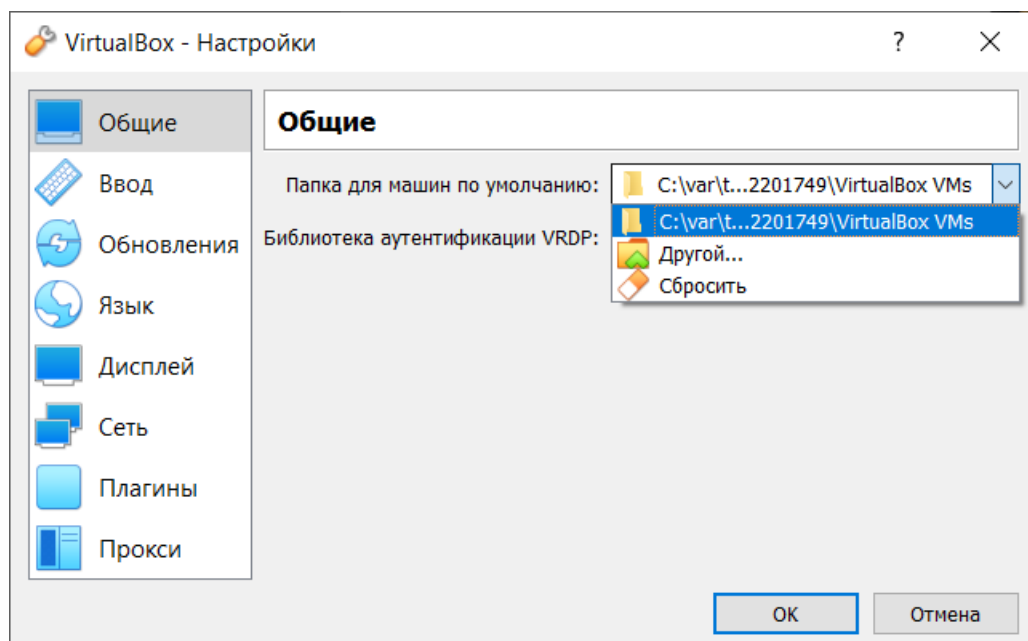 VirtualBox - Настройки
?
Общие
Ввод
Обновления
Язык
Дисплей
Сеть
Плагины
Прокси
Общие
Папка для машин по умолчанию:
C:\var\t...2201749\VirtualBox VMs
C:\var\t...2201749\VirtualBox VMs
Другой...
Сбросить
Библиотека аутентификации VRDP:
OK
Отмена